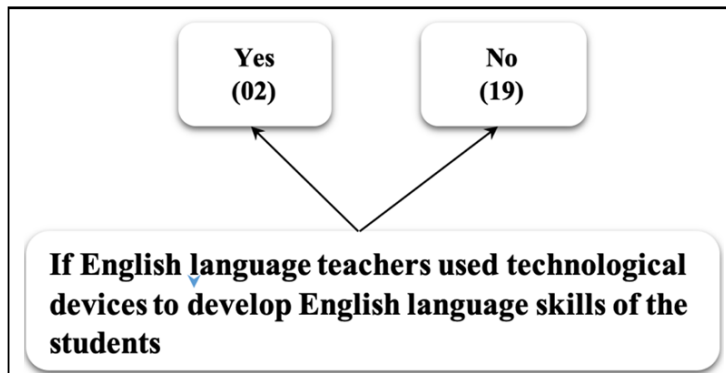 Yes
(02)
No
(19)
If English language teachers used technological
devices to develop English language skills of the
students